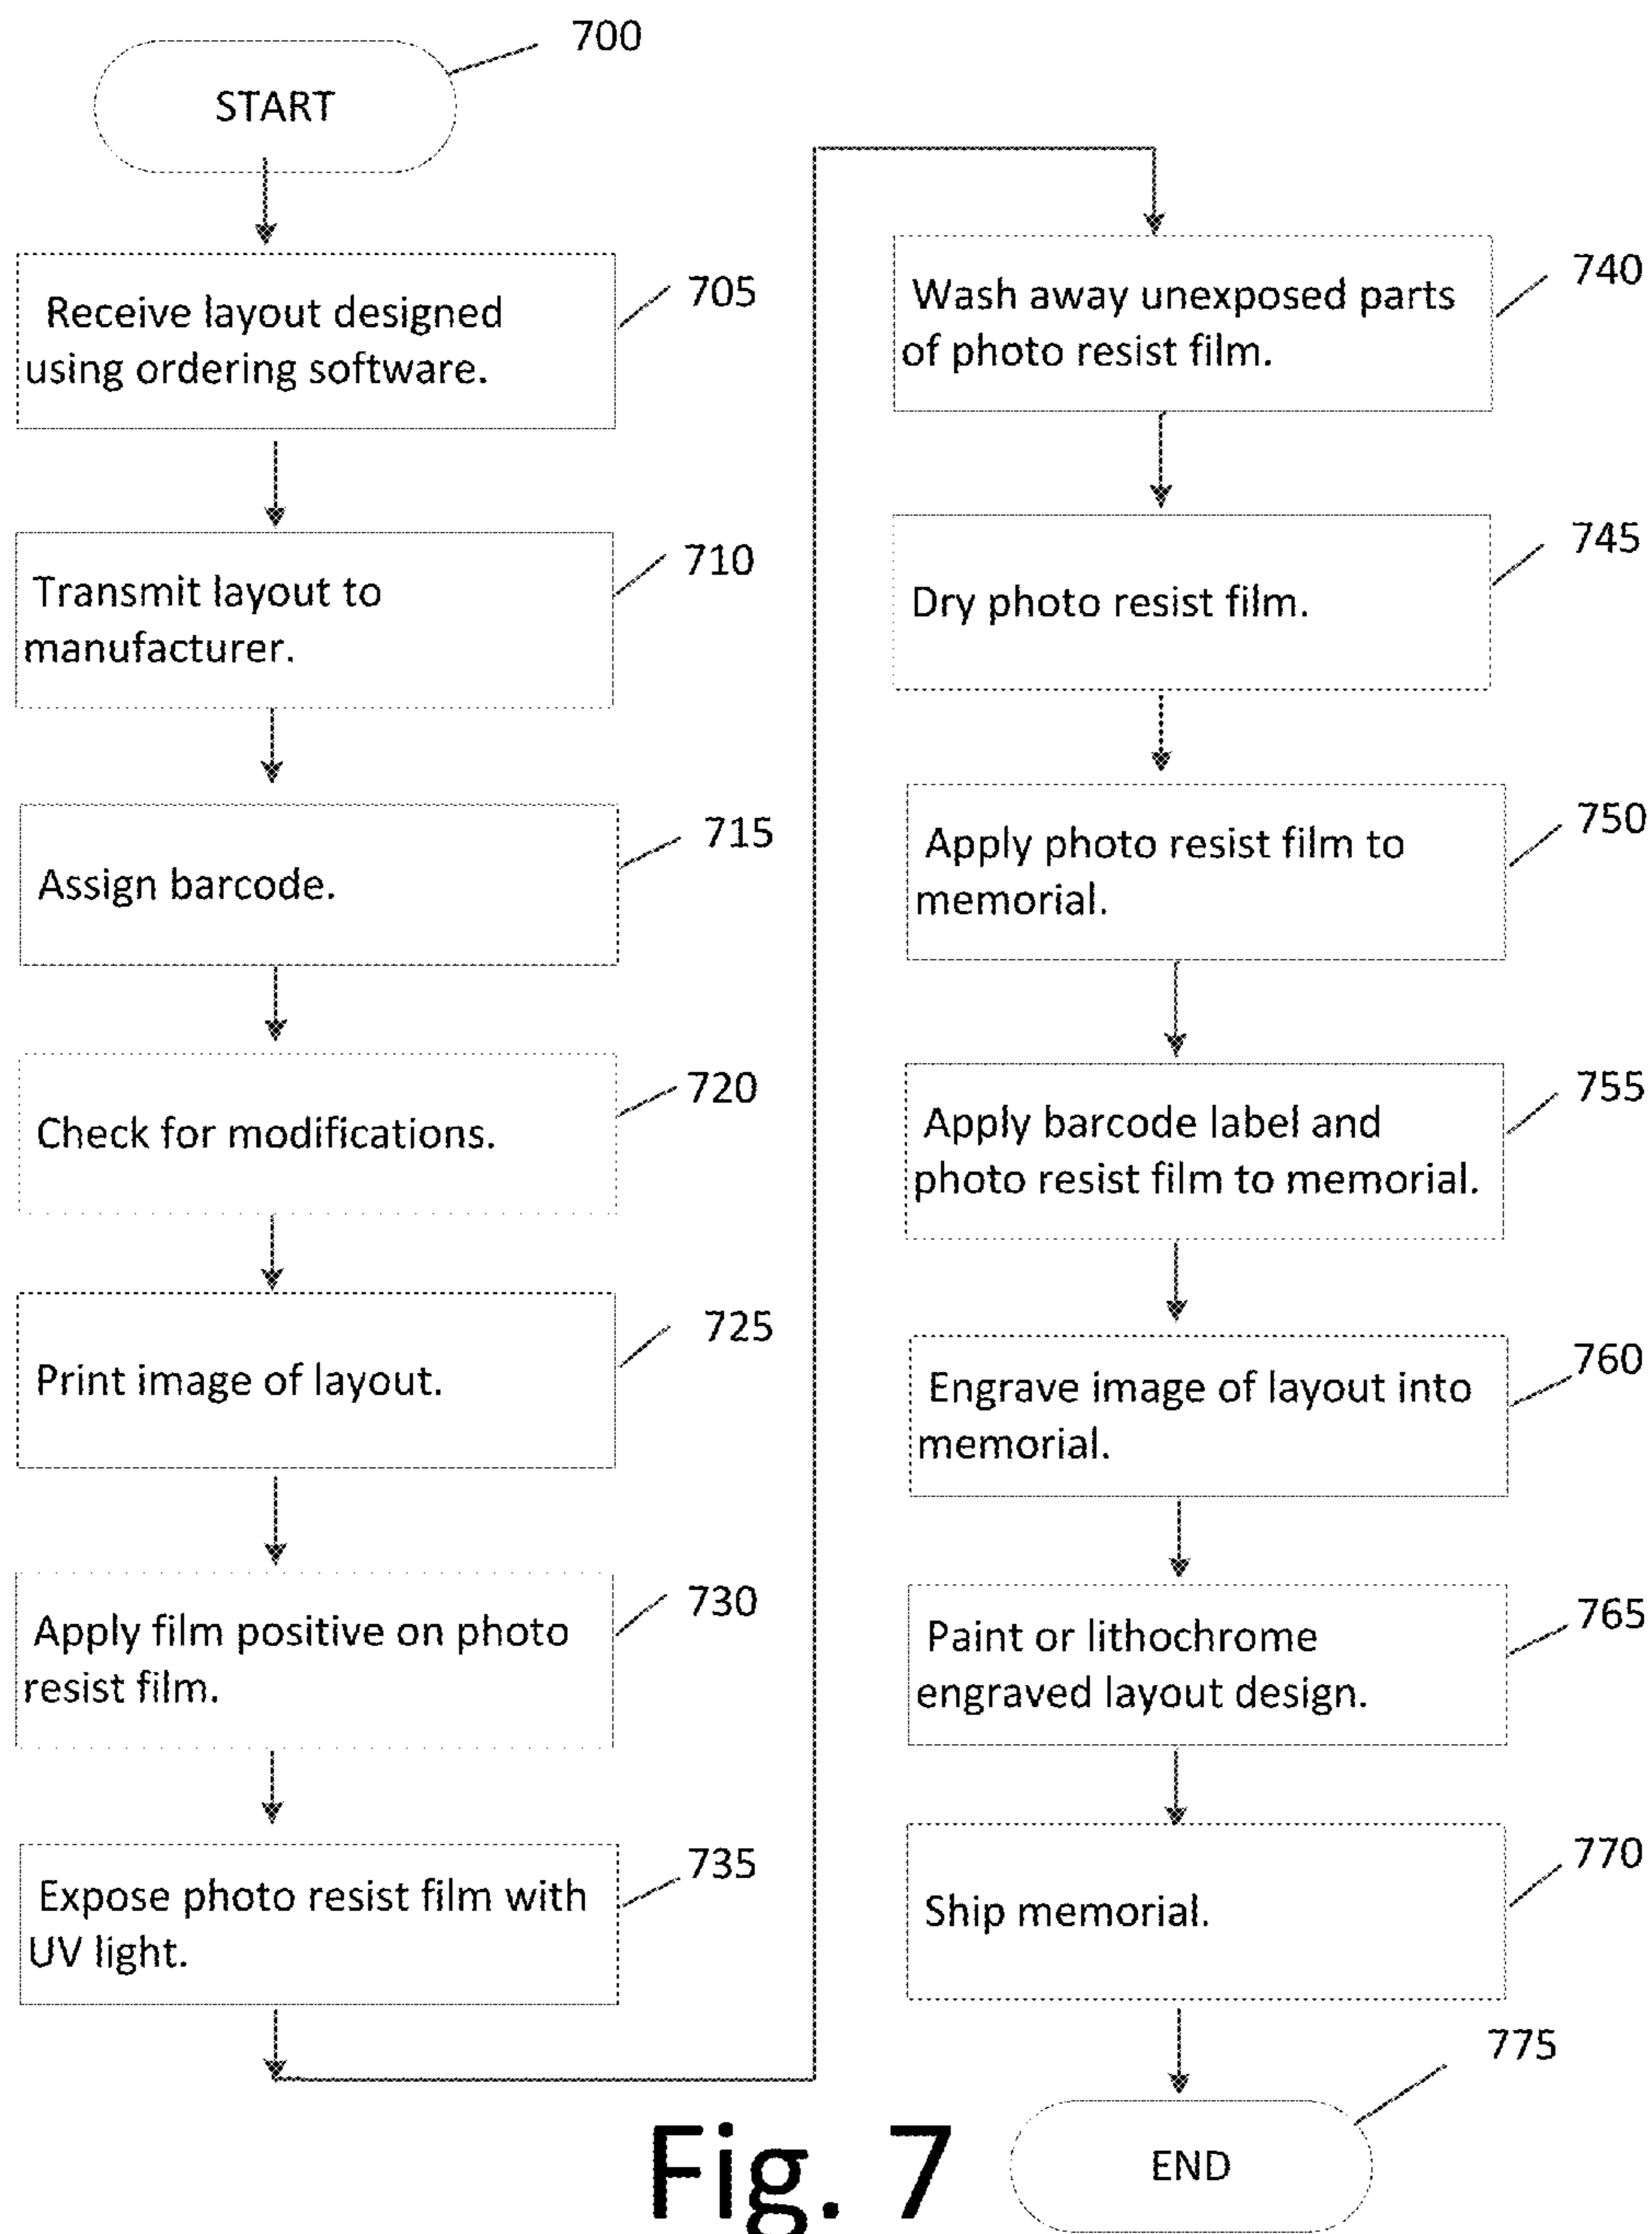 700
START
705
Receive layout designed
using ordering software.
710
Transmit layout to
manufacturer.
715
Assign barcode.
720
Check for modifications.
725
Print image of layout.
730
Apply film positive on photo
resist film.
735
Expose photo resist film with
UV light.
740
Wash away unexposed parts
of photo resist film.
745
Dry photo resist film.
750
Apply photo resist film to
memorial.
755
Apply barcode label and
photo resist film to memorial.
760
Engrave image of layout into
memorial.
765
Paint or lithochrome
engraved layout design.
770
Ship memorial.
775
END
Fig. 7